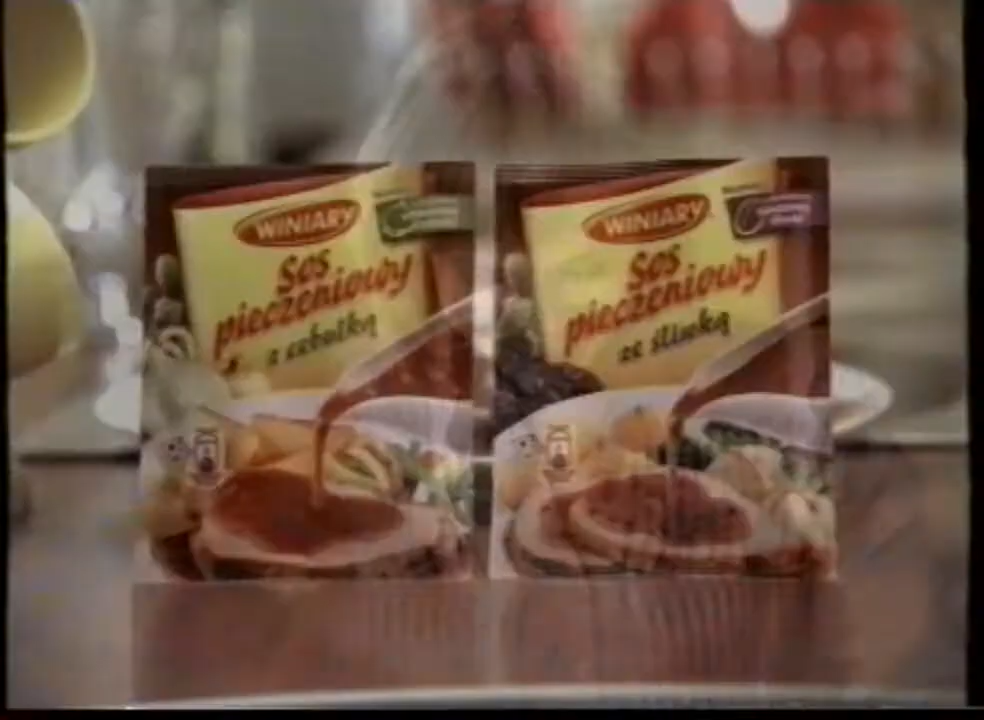 WINIARY
Sos
pieczeniowy
z cebulką
WINIARY
Sos
pieczeniowy
ze śliwką